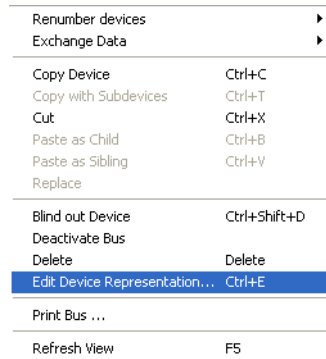 Renumber devices
Exchange Data
Copy Device Ctrl+C
Copy with Subdevices Ctrl+T
Cut Ctrl+X
Paste as Child Ctrl+B
Paste as Sibling Ctrl+V
Replace
Blind out Device Ctrl+Shift+D
Deactivate Bus
Delete Delete
Edit Device Representation... Ctrl+E
Print Bus ...
Refresh View F5